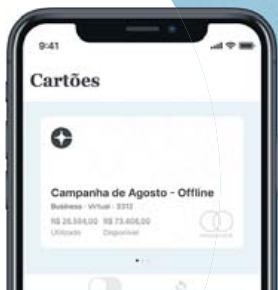 9:41
Cartões
Campanha de Agosto - Offline
Business - Virtual - 3312
R$ 26.594,00 R$ 73.406,00
Utilizado Disponível